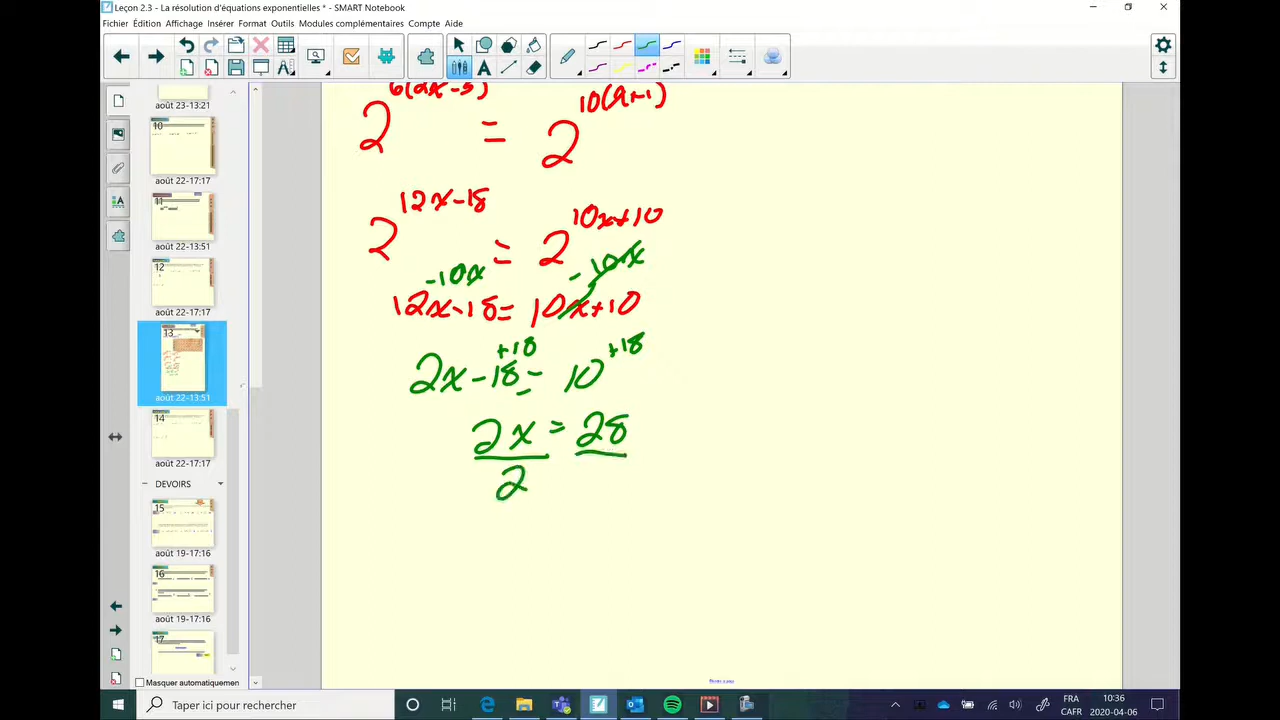 Leçon 2.3 - La résolution d'équations exponentielles * - SMART Notebook
Fichier Édition Affichage Insérer Format Outils Modules complémentaires Compte Aide
août 23-13:21
10
août 22-17:17
11
août 22-13:51
12
août 22-17:17
13
août 22-13:51
14
août 22-17:17
DEVOIRS
15
août 19-17:16
16
août 19-17:16
17
Masquer automatiquemen
2^6(2x-3) = 2^10(x+1)
2^12x-18 = 2^10x+10
-10x -10x
12x-18 = 10x+10
+18 +18
2x-18 = 10
2x = 28
2
Taper ici pour rechercher
FRA
CAFR
10:36
2020-04-06